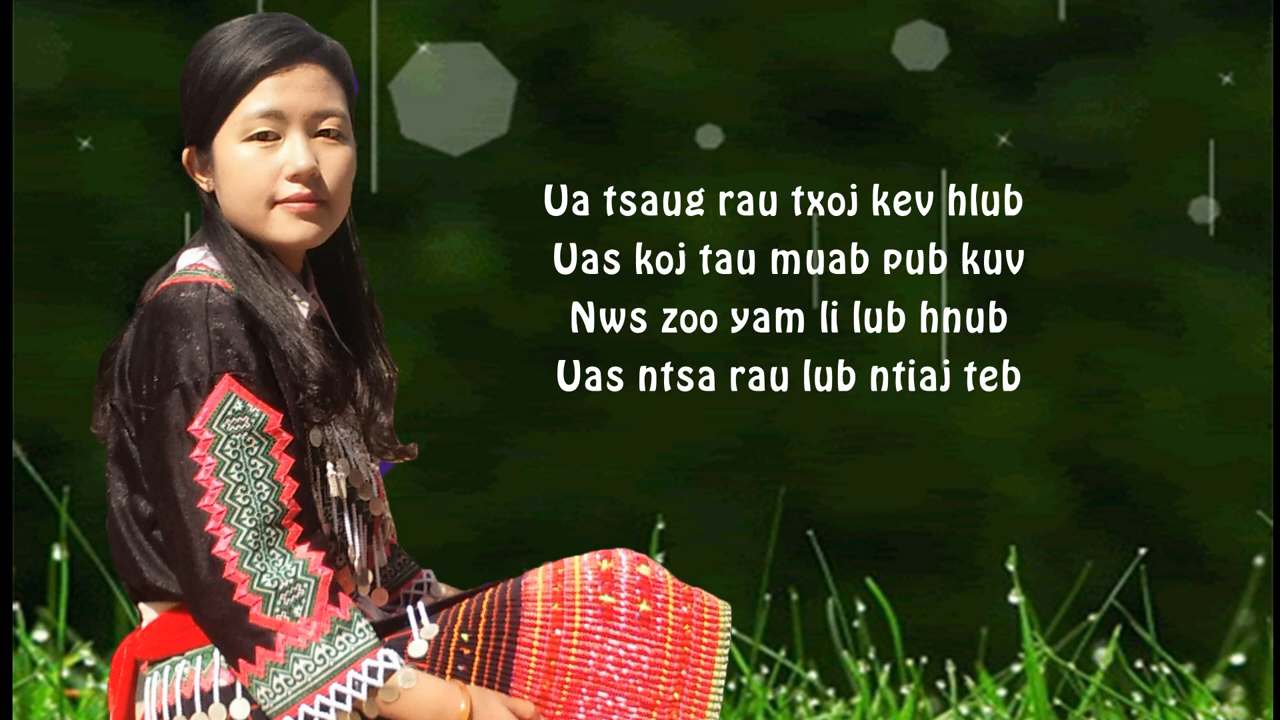 Ua tsaug rau txoj kev hlub
Uas koj tau muab pub kuv
Nws zoo yam li lub hnub
Uas ntsa rau lub ntiaj teb